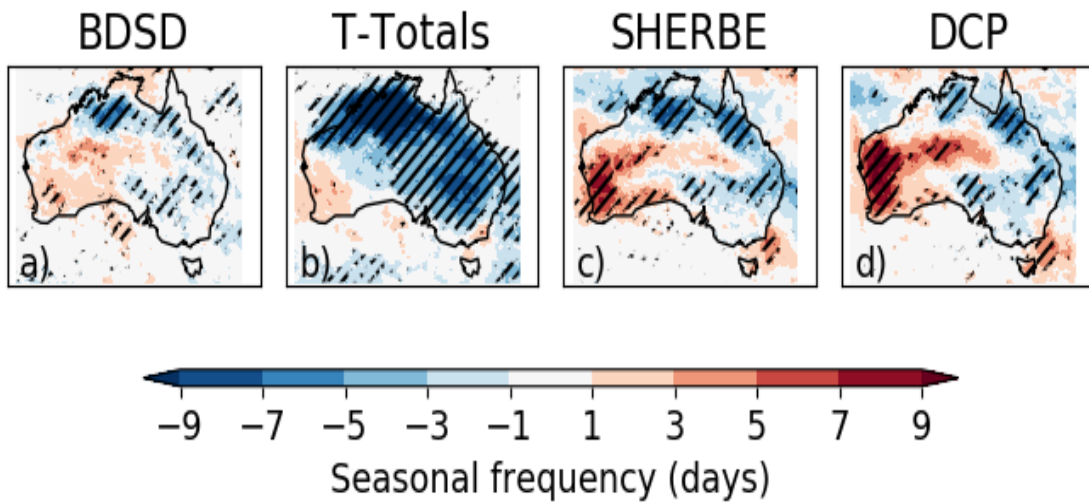 BDSD T-Totals SHERBE DCP
a) b) c) d)
−9 −7 −5 −3 −1 1 3 5 7 9
Seasonal frequency (days)